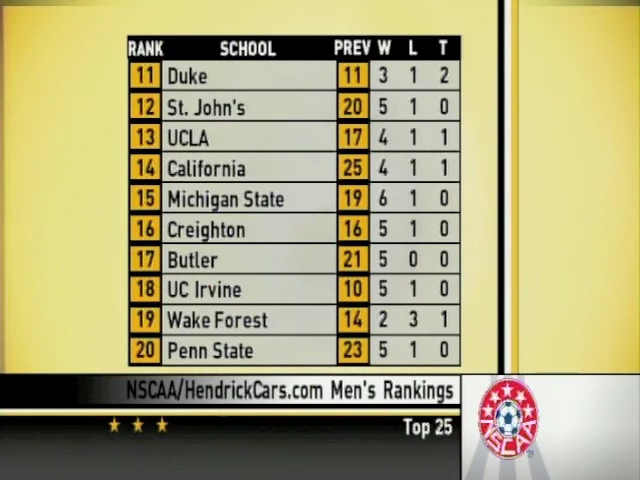 RANK SCHOOL PREV W L T
11 Duke 11 3 1 2
12 St. John's 20 5 1 0
13 UCLA 17 4 1 1
14 California 25 4 1 1
15 Michigan State 19 6 1 0
16 Creighton 16 5 1 0
17 Butler 21 5 0 0
18 UC Irvine 10 5 1 0
19 Wake Forest 14 2 3 1
20 Penn State 23 5 1 0
NSCAA/HendrickCars.com Men's Rankings
Top 25
NSCAA